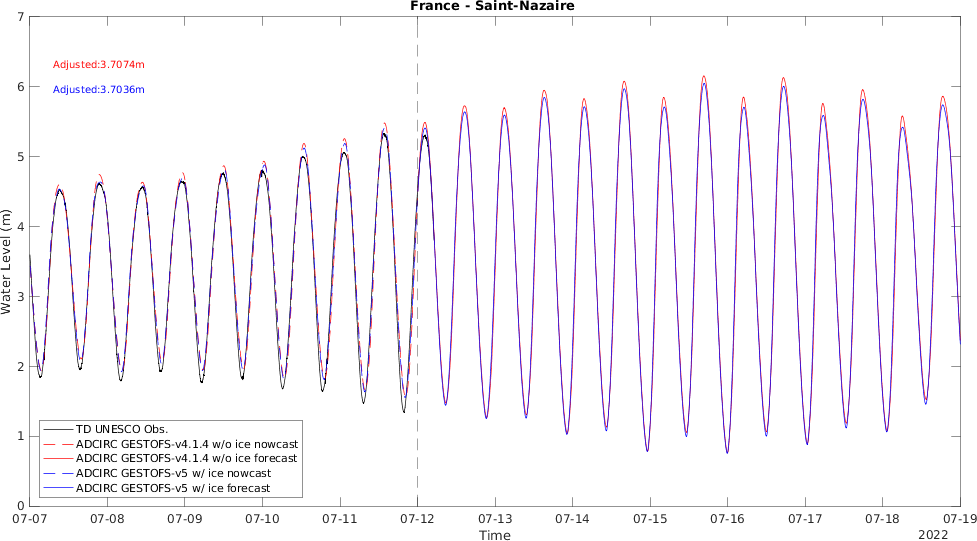 France - Saint-Nazaire
7
6
5
4
3
2
1
0
Water Level (m)
Adjusted:3.7074m
Adjusted:3.7036m
TD UNESCO Obs.
ADCIRC GESTOFS-v4.1.4 w/o ice nowcast
ADCIRC GESTOFS-v4.1.4 w/o ice forecast
ADCIRC GESTOFS-v5 w/ ice nowcast
ADCIRC GESTOFS-v5 w/ ice forecast
07-07 07-08 07-09 07-10 07-11 07-12 07-13 07-14 07-15 07-16 07-17 07-18 07-19
Time
2022